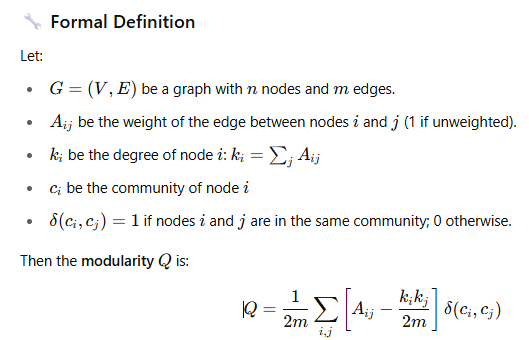 🔧 Formal Definition
Let:
• G = (V, E) be a graph with n nodes and m edges.
• A_{ij} be the weight of the edge between nodes i and j (1 if unweighted).
• k_i be the degree of node i: k_i = ∑_j A_{ij}
• c_i be the community of node i
• δ(c_i, c_j) = 1 if nodes i and j are in the same community; 0 otherwise.
Then the modularity Q is:
Q = \frac{1}{2m} \sum_{i,j} \left[ A_{ij} - \frac{k_i k_j}{2m} \right] δ(c_i, c_j)